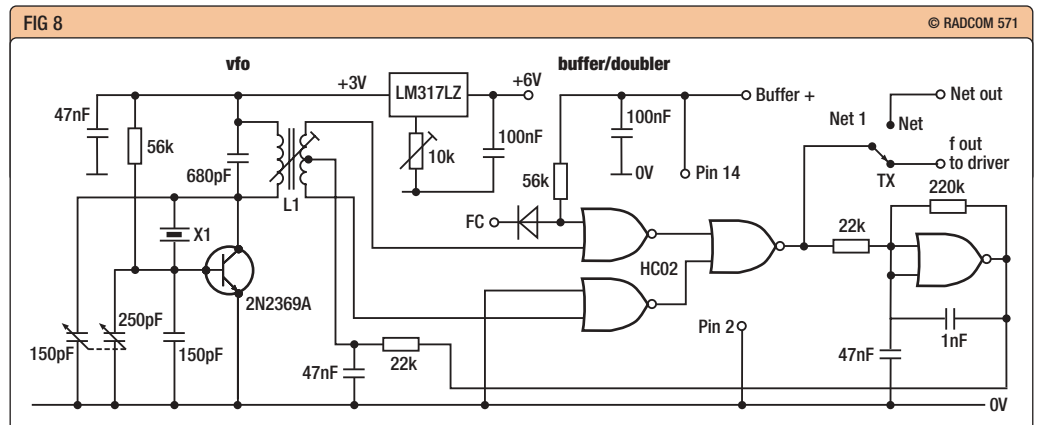 FIG 8
© RADCOM 571
vfo
buffer/doubler
+3V
LM317LZ
+6V
Buffer +
Net out
47nF
56k
680pF
L1
10k
100nF
100nF
0V
Pin 14
Net 1
Net
f out
to driver
TX
56k
FC
22k
220k
X1
HC02
2N2369A
250pF
150pF
150pF
Pin 2
47nF
22k
47nF
1nF
0V